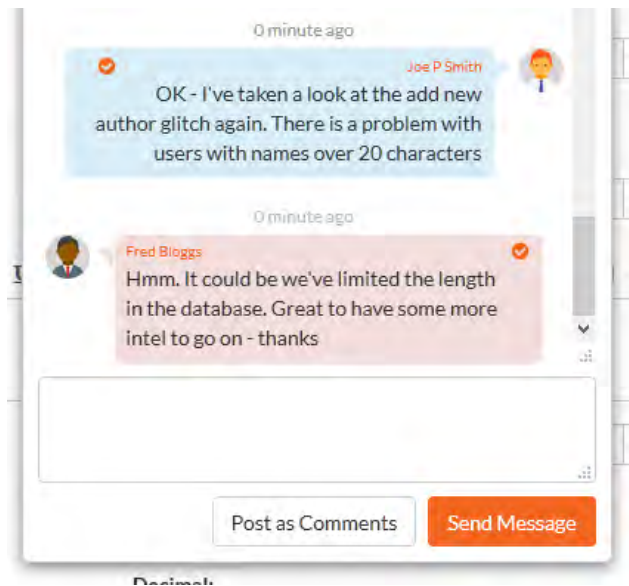 0 minute ago
Joe P Smith
OK - I've taken a look at the add new
author glitch again. There is a problem with
users with names over 20 characters
0 minute ago
Fred Bloggs
Hmm. It could be we've limited the length
in the database. Great to have some more
intel to go on - thanks
Post as Comments
Send Message